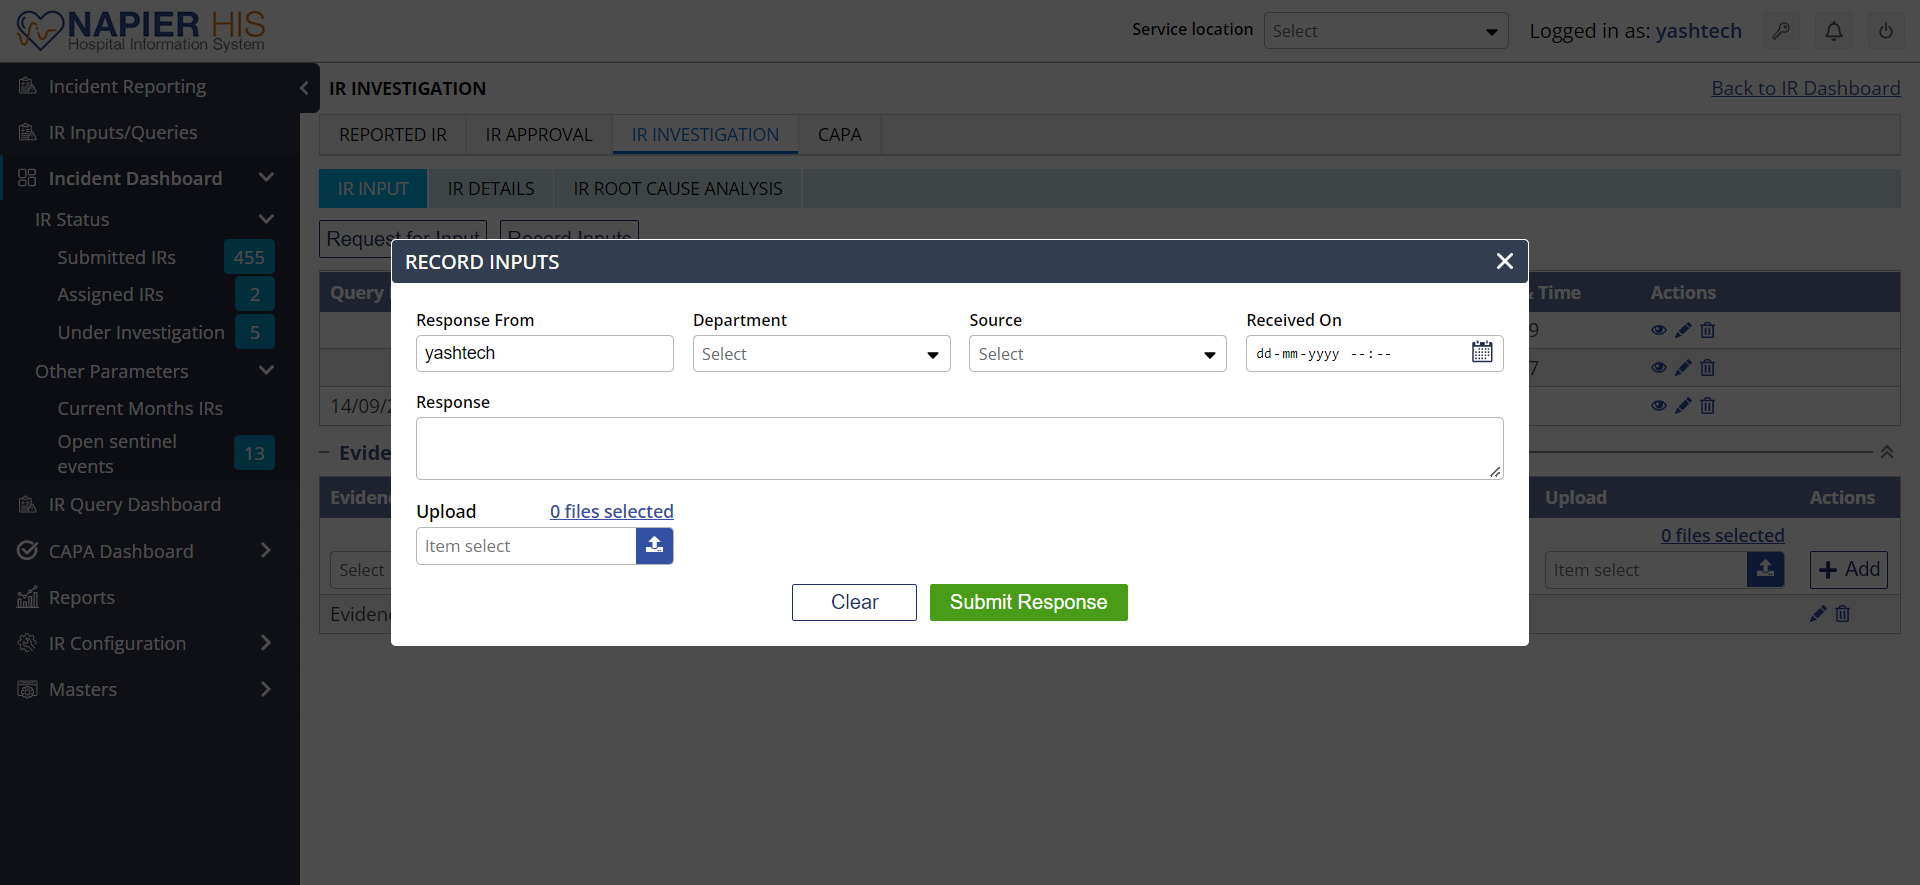 NAPIER HIS
Hospital Information System
Service location
Select
Logged in as: yashtech
Incident Reporting
IR Inputs/Queries
Incident Dashboard
IR Status
Submitted IRs 455
Assigned IRs 2
Under Investigation 5
Other Parameters
Current Months IRs
Open sentinel
events 13
IR Query Dashboard
CAPA Dashboard
Reports
IR Configuration
Masters
IR INVESTIGATION
Back to IR Dashboard
REPORTED IR IR APPROVAL IR INVESTIGATION CAPA
IR INPUT IR DETAILS IR ROOT CAUSE ANALYSIS
Request for Input Record Inputs
Query Time Actions
9
7
14/09/2
RECORD INPUTS
Response From Department Source Received On
yashtech Select Select dd-mm-yyyy --:--
Response
Upload 0 files selected
Item select
Clear Submit Response
Upload Actions
0 files selected
Select Item select Add